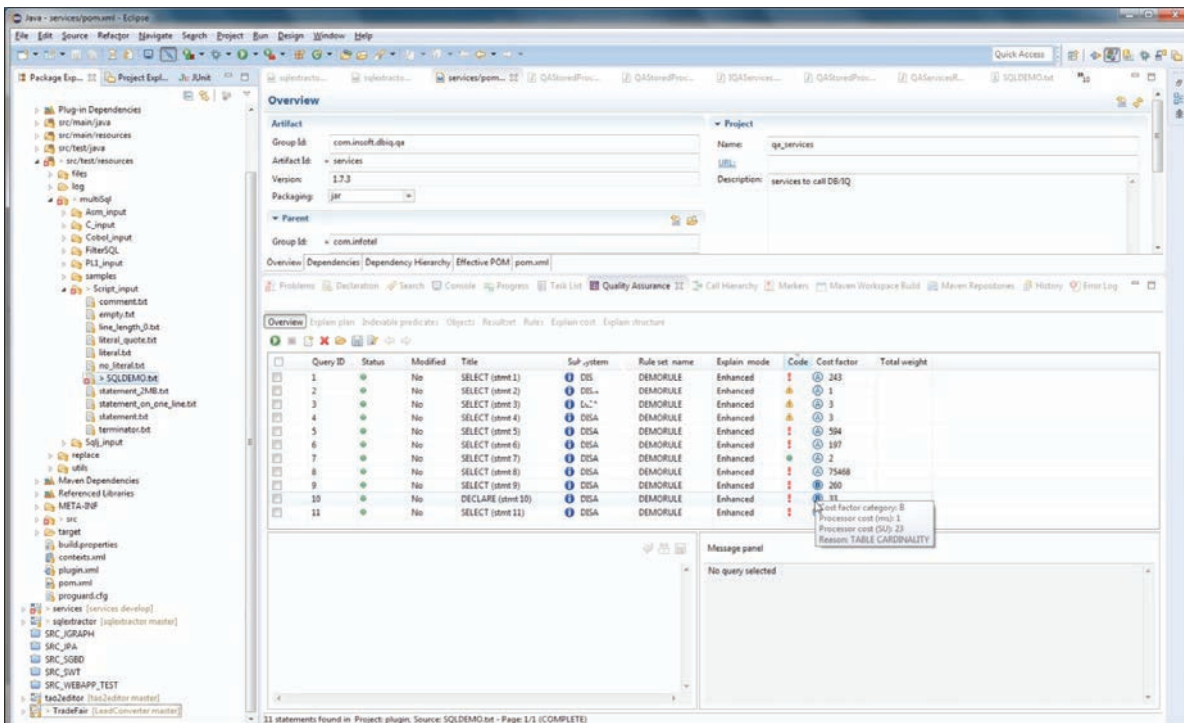 Java - services/pom.xml - Eclipse
File Edit Source Refactor Navigate Search Project Run Design Window Help
Quick Access
Package Exp... Project Expl... JUnit
services/pom... QAStoredProc... QAStoredProc... IQAServices... QAStoredProc... QAServicesR... SQLDEMO.txt
Plug-in Dependencies
src/main/java
src/main/resources
src/test/java
> src/test/resources
files
log
> multiSql
Asm_input
C_input
Cobol_input
FilterSQL
PLI_input
samples
> Script_input
comment.txt
empty.txt
line_length_0.txt
literal_quote.txt
literal.txt
no_literal.txt
> SQLDEMO.txt
statement_2MB.txt
statement_on_one_line.txt
statement.txt
terminator.txt
Sqlj_input
replace
utils
Maven Dependencies
Referenced Libraries
META-INF
> src
target
build.properties
contexts.xml
plugin.xml
pom.xml
proguard.cfg
> services [services develop]
> sqlextractor [sqlextractor master]
SRC_IGRAPH
SRC_JPA
SRC_SGBD
SRC_SWT
SRC_WEBAPP_TEST
tao2editor [tao2editor master]
> TradeFair [LeadConverter master]
Overview
Artifact
Group Id: com.insoft.dbiq.qa
Artifact Id: services
Version: 1.7.3
Packaging: jar
Parent
Group Id: com.infotel
Project
Name: qa_services
URL:
Description: services to call DB/IQ
Overview Dependencies Dependency Hierarchy Effective POM pom.xml
Problems Declaration Search Console Progress Task List Quality Assurance Call Hierarchy Markers Maven Workspace Build Maven Repositories History Error Log
Overview Explain plan Indexable predicates Objects Resultset Rules Explain cost Explain structure
Query ID Status Modified Title Sub system Rule set name Explain mode Code Cost factor Total weight
1 No SELECT (stmt 1) DIS DEMORULE Enhanced ! A 243
2 No SELECT (stmt 2) DIS DEMORULE Enhanced A 1
3 No SELECT (stmt 3) DEMORULE Enhanced A 3
4 No SELECT (stmt 4) DISA DEMORULE Enhanced A 3
5 No SELECT (stmt 5) DISA DEMORULE Enhanced ! A 594
6 No SELECT (stmt 6) DISA DEMORULE Enhanced ! A 197
7 No SELECT (stmt 7) DISA DEMORULE Enhanced A 2
8 No SELECT (stmt 8) DISA DEMORULE Enhanced ! A 75468
9 No SELECT (stmt 9) DISA DEMORULE Enhanced ! B 260
10 No DECLARE (stmt 10) DISA DEMORULE Enhanced ! B 33
11 No SELECT (stmt 11) DISA DEMORULE Enhanced !
Cost factor category: B
Processor cost (ms): 1
Processor cost (SU): 23
Reason: TABLE CARDINALITY
Message panel
No query selected
11 statements found in Project: plugin, Source: SQLDEMO.txt - Page 1/1 (COMPLETE)